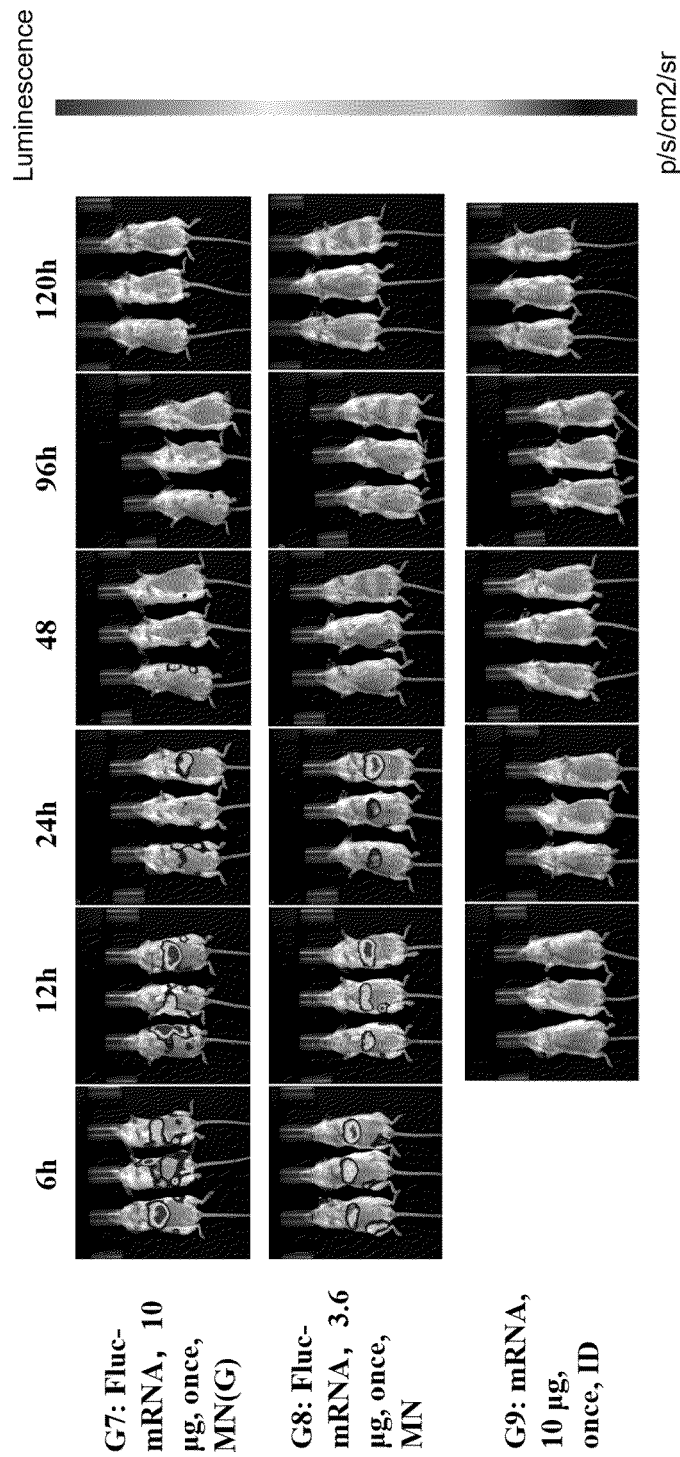 6h
12h
24h
48
96h
120h
Luminescence
G7: Fluc-
mRNA, 10
µg, once,
MN(G)
G8: Fluc-
mRNA, 3.6
µg, once,
MN
G9: mRNA,
10 µg,
once, ID
p/s/cm2/sr